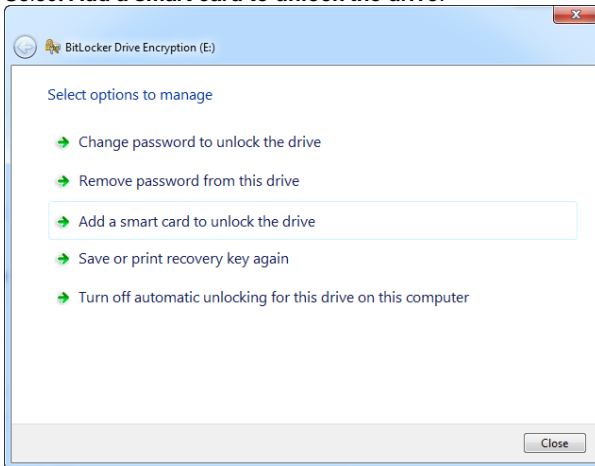 Select Add a smart card to unlock the drive.
BitLocker Drive Encryption (E:)
Select options to manage
Change password to unlock the drive
Remove password from this drive
Add a smart card to unlock the drive
Save or print recovery key again
Turn off automatic unlocking for this drive on this computer
Close